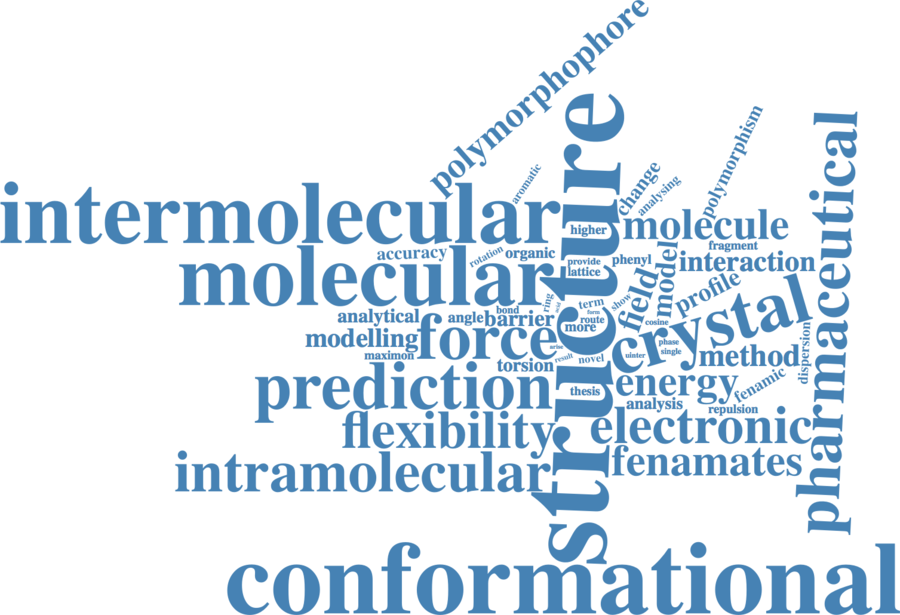 polymorphophore
structure
polymorphism
pharmaceutical
aromatic
change
analysing
intermolecular
higher
molecule
fragment
accuracy
rotation
organic
provide
phenyl
model
interaction
molecular
lattice
field
profile
ring
term
show
crystal
bond
acid
form
analytical
angle
barrier
route
more
cosine
modelling
force
phase
dispersion
maximon
result
novel
single
method
torsion
prediction
thesis
energy
fenamic
analysis
repulsion
flexibility
electronic
intramolecular
fenamates
conformational